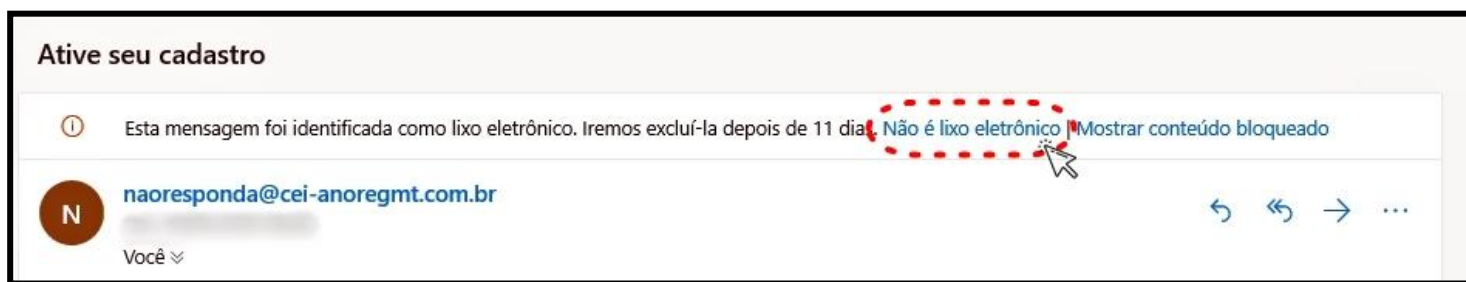 Ative seu cadastro
Esta mensagem foi identificada como lixo eletrônico. Iremos excluí-la depois de 11 dias. Não é lixo eletrônico | Mostrar conteúdo bloqueado
N
naoresponda@cei-anoregmt.com.br
Você